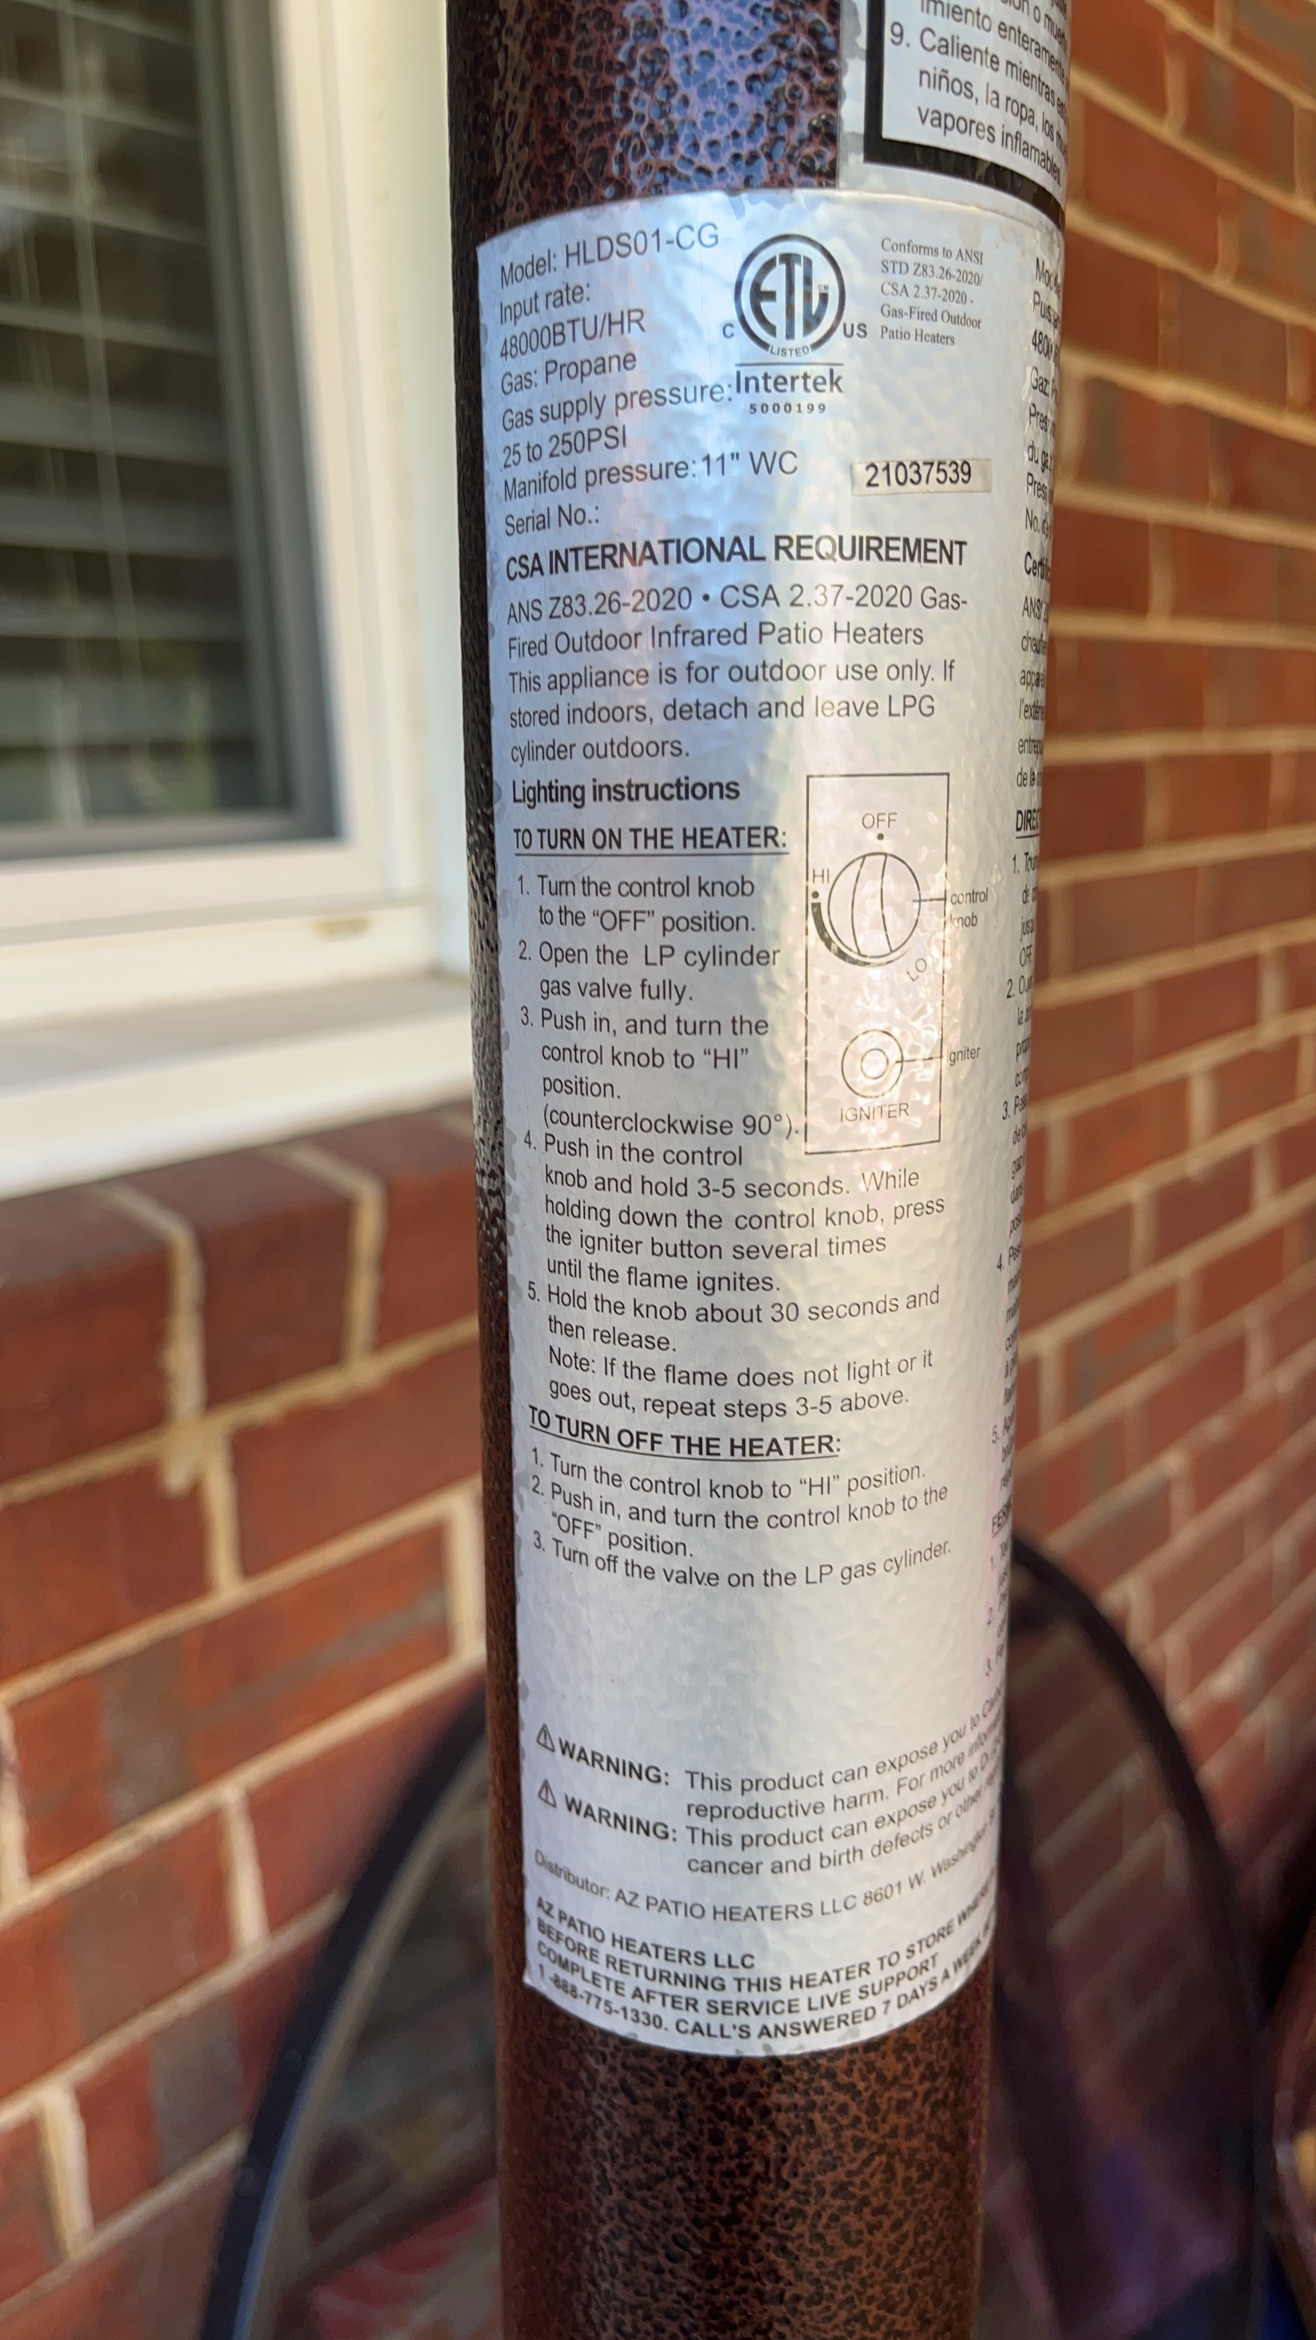 miento enteramente
9. Caliente mientras
niños, la ropa, los
vapores inflamables.
Model: HLDS01-CG
Input rate:
48000BTU/HR
Gas: Propane
Gas supply pressure:
25 to 250PSI
Manifold pressure: 11" WC
Serial No.:
21037539
C ETL CM US
LISTED
Intertek
5000199
Conforms to ANSI
STD Z83.26-2020/
CSA 2.37-2020 -
Gas-Fired Outdoor
Patio Heaters
CSA INTERNATIONAL REQUIREMENT
ANS Z83.26-2020 • CSA 2.37-2020 Gas-
Fired Outdoor Infrared Patio Heaters
This appliance is for outdoor use only. If
stored indoors, detach and leave LPG
cylinder outdoors.
Lighting instructions
TO TURN ON THE HEATER:
1. Turn the control knob
to the "OFF" position.
2. Open the LP cylinder
gas valve fully.
3. Push in, and turn the
control knob to "HI"
position.
(counterclockwise 90°).
4. Push in the control
knob and hold 3-5 seconds. While
holding down the control knob, press
the igniter button several times
until the flame ignites.
5. Hold the knob about 30 seconds and
then release.
Note: If the flame does not light or it
goes out, repeat steps 3-5 above.
OFF
HI
LO
control
knob
igniter
IGNITER
TO TURN OFF THE HEATER:
1. Turn the control knob to "HI" position.
2. Push in, and turn the control knob to the
"OFF" position.
3. Turn off the valve on the LP gas cylinder.
⚠ WARNING: This product can expose you to
reproductive harm. For more
⚠ WARNING: This product can expose you to
cancer and birth defects or other
Distributor: AZ PATIO HEATERS LLC 8601 W. Washington
AZ PATIO HEATERS LLC
BEFORE RETURNING THIS HEATER TO STORE
COMPLETE AFTER SERVICE LIVE SUPPORT
1-888-775-1330. CALL'S ANSWERED 7 DAYS A WEEK